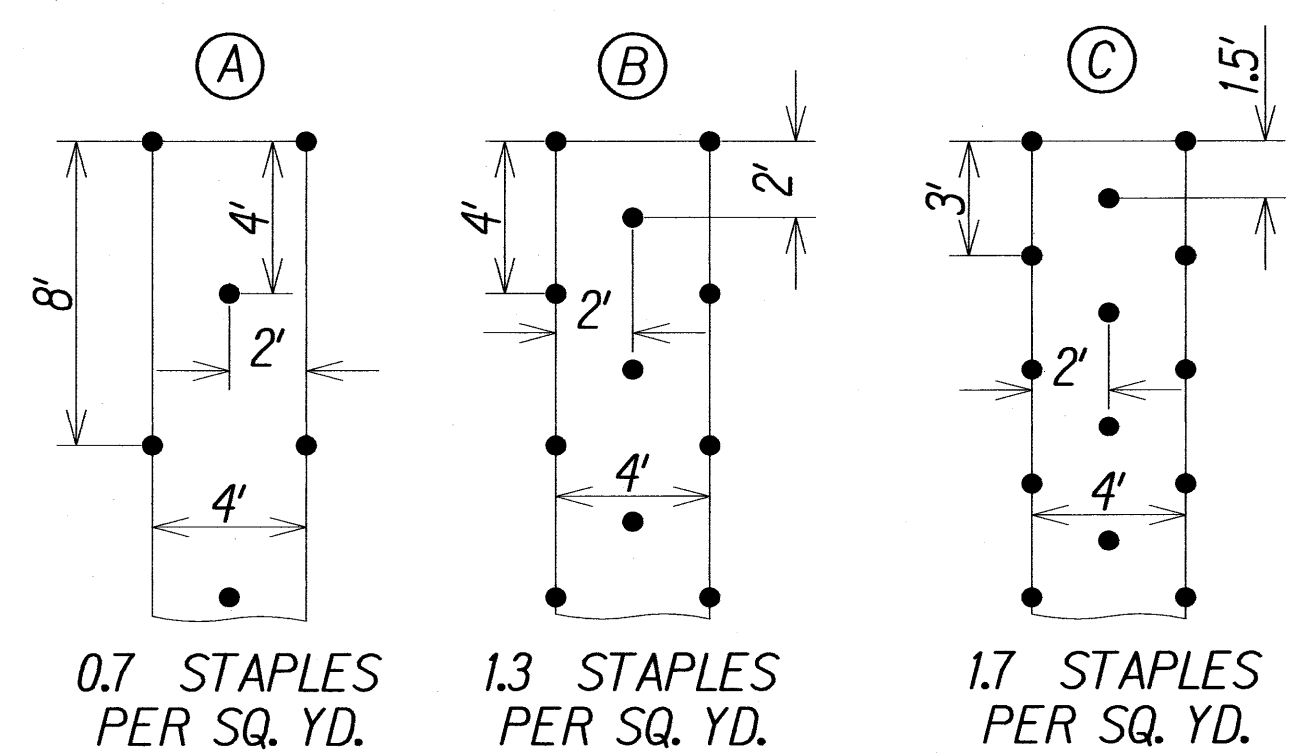 A
8'
4'
2'
4'
0.7 STAPLES
PER SQ. YD.
B
4'
2'
2'
4'
1.3 STAPLES
PER SQ. YD.
C
3'
1.5'
2'
4'
1.7 STAPLES
PER SQ. YD.